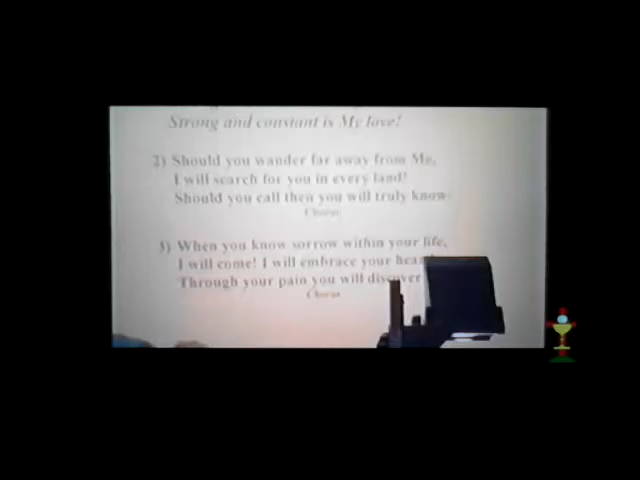 Strong and constant is My love!
2) Should you wander far away from Me,
I will search for you in every land!
Should you call then you will truly know
Chorus
3) When you know sorrow within your life,
I will come! I will embrace your
Through your pain you will discover
Chorus